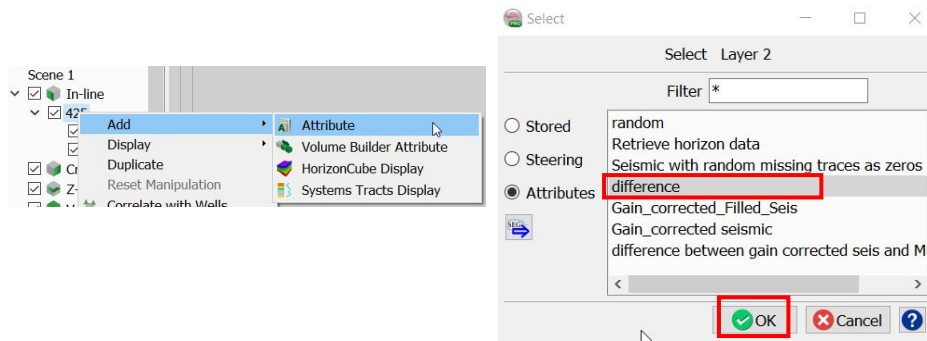 Scene 1
In-line
425
Add
Attribute
Display
Volume Builder Attribute
Duplicate
HorizonCube Display
Reset Manipulation
Systems Tracts Display
Correlate with Wells
Z-
PRO
Select
Select Layer 2
Filter *
Stored
Steering
Attributes
SEG
random
Retrieve horizon data
Seismic with random missing traces as zeros
difference
Gain_corrected_Filled_Seis
Gain_corrected seismic
difference between gain corrected seis and M
OK
Cancel
?